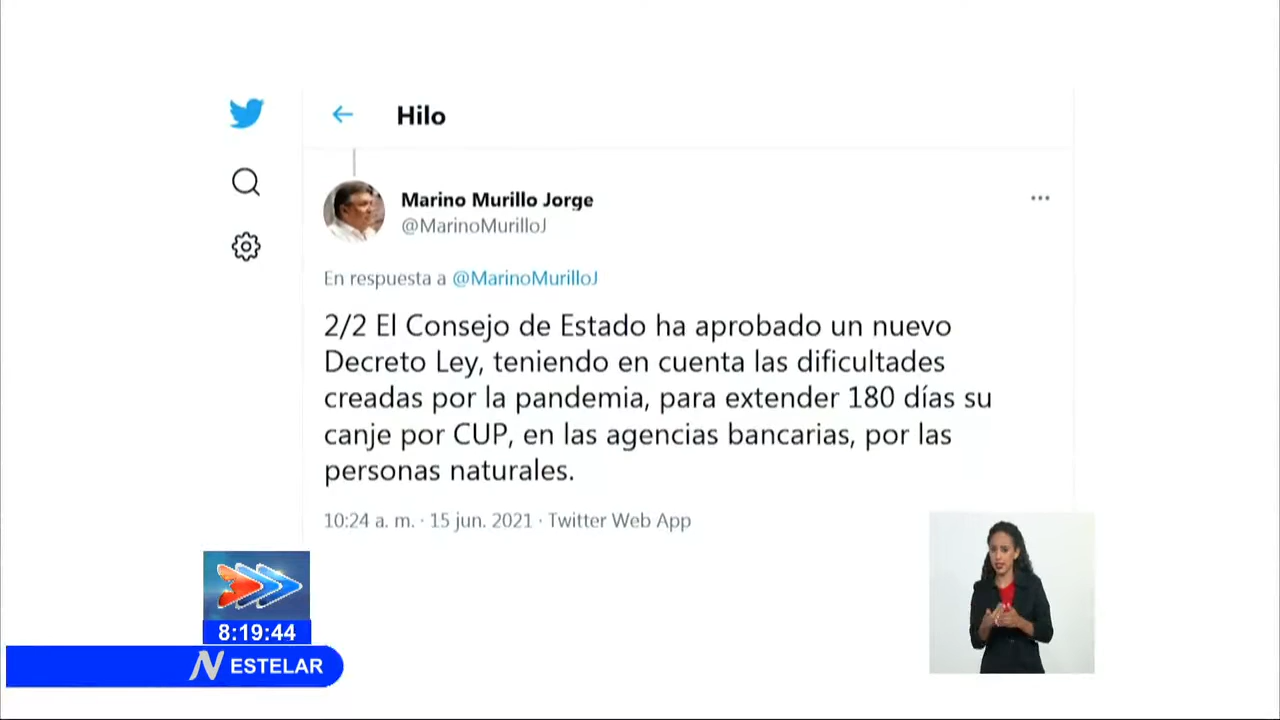 Hilo
Marino Murillo Jorge
@MarinoMurilloJ
En respuesta a @MarinoMurilloJ
2/2 El Consejo de Estado ha aprobado un nuevo
Decreto Ley, teniendo en cuenta las dificultades
creadas por la pandemia, para extender 180 días su
canje por CUP, en las agencias bancarias, por las
personas naturales.
10:24 a. m. · 15 jun. 2021 · Twitter Web App
8:19:44
N ESTELAR